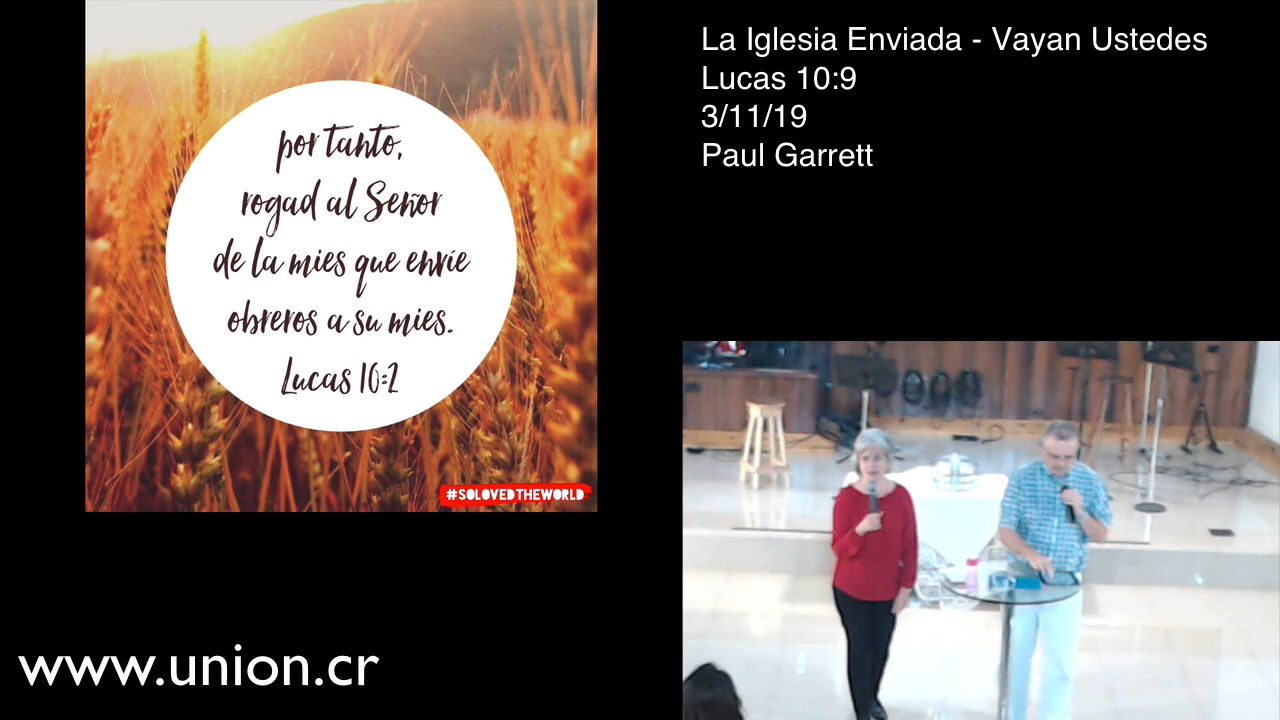 por tanto,
rogad al Señor
de la mies que envíe
obreros a su mies.
Lucas 10:2
#SOLOVEDTHEWORLD
La Iglesia Enviada - Vayan Ustedes
Lucas 10:9
3/11/19
Paul Garrett
www.union.cr